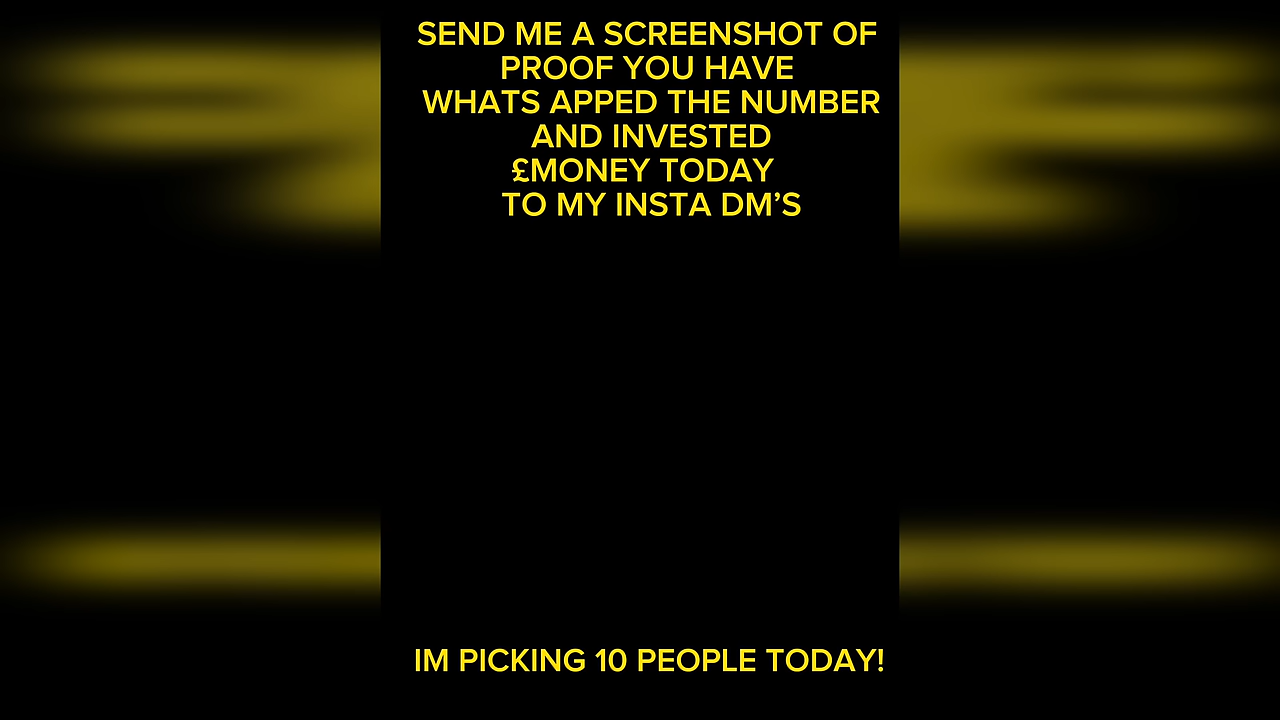 SEND ME A SCREENSHOT OF
PROOF YOU HAVE
WHATS APPED THE NUMBER
AND INVESTED
£MONEY TODAY
TO MY INSTA DM’S
IM PICKING 10 PEOPLE TODAY!